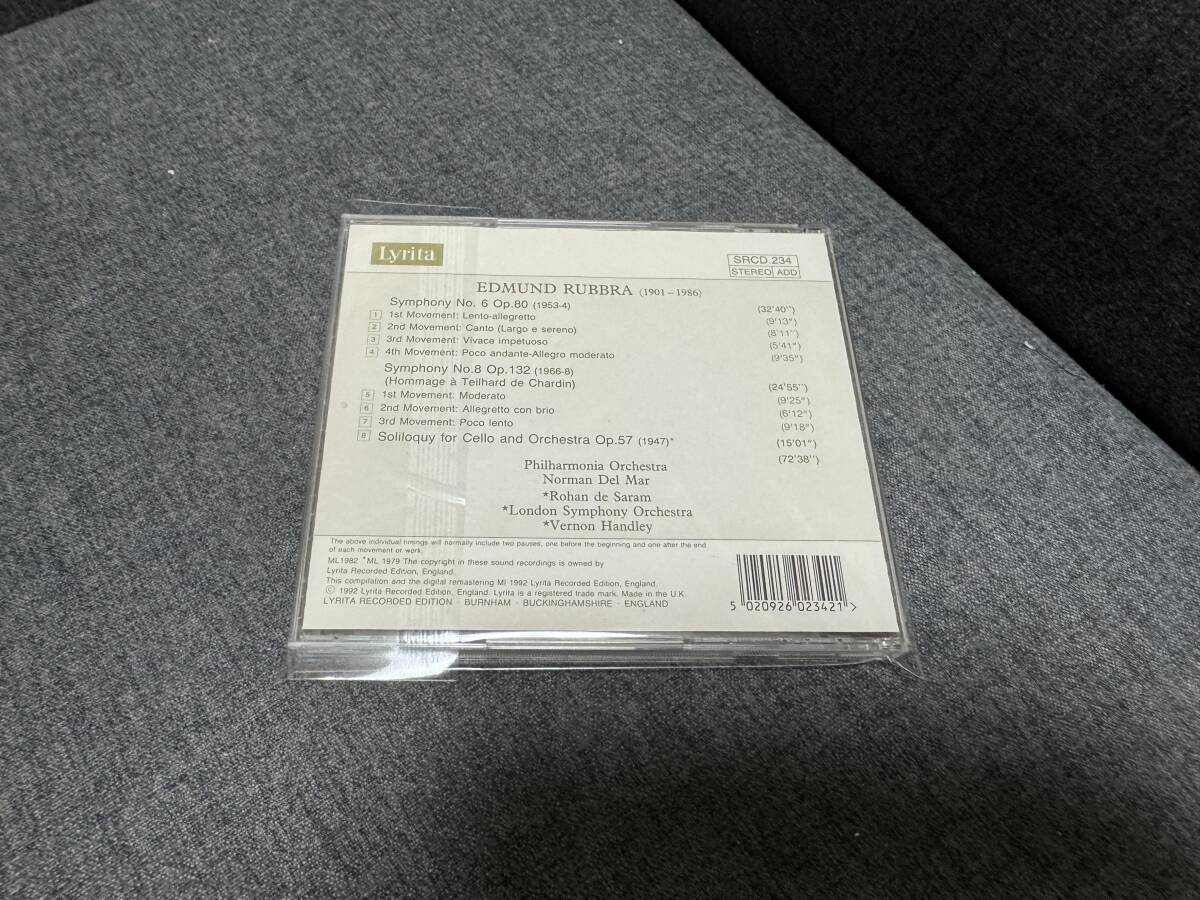 Lyrita
SRCD 234
STEREO ADD
EDMUND RUBBRA (1901–1986)
Symphony No. 6 Op.80 (1953-4) (32'40")
1 1st Movement: Lento-allegretto (9'13")
2 2nd Movement: Canto (Largo e sereno) (8'11")
3 3rd Movement: Vivace impetuoso (5'41")
4 4th Movement: Poco andante-Allegro moderato (9'35")
Symphony No.8 Op.132 (1966-8)
(Hommage à Teilhard de Chardin) (24'55")
5 1st Movement: Moderato (9'25")
6 2nd Movement: Allegretto con brio (6'12")
7 3rd Movement: Poco lento (9'18")
8 Soliloquy for Cello and Orchestra Op.57 (1947)* (15'01")
(72'38")
Philharmonia Orchestra
Norman Del Mar
*Rohan de Saram
*London Symphony Orchestra
*Vernon Handley
The above individual timings will normally include two pauses, one before the beginning and one after the end
of each movement or work.
ML1982 *ML 1979 The copyright in these sound recordings is owned by
Lyrita Recorded Edition, England.
This compilation and the digital remastering Ml 1992 Lyrita Recorded Edition, England.
© 1992 Lyrita Recorded Edition, England. Lyrita is a registered trade mark. Made in the U.K.
LYRITA RECORDED EDITION · BURNHAM · BUCKINGHAMSHIRE · ENGLAND
5 020926 023421 >